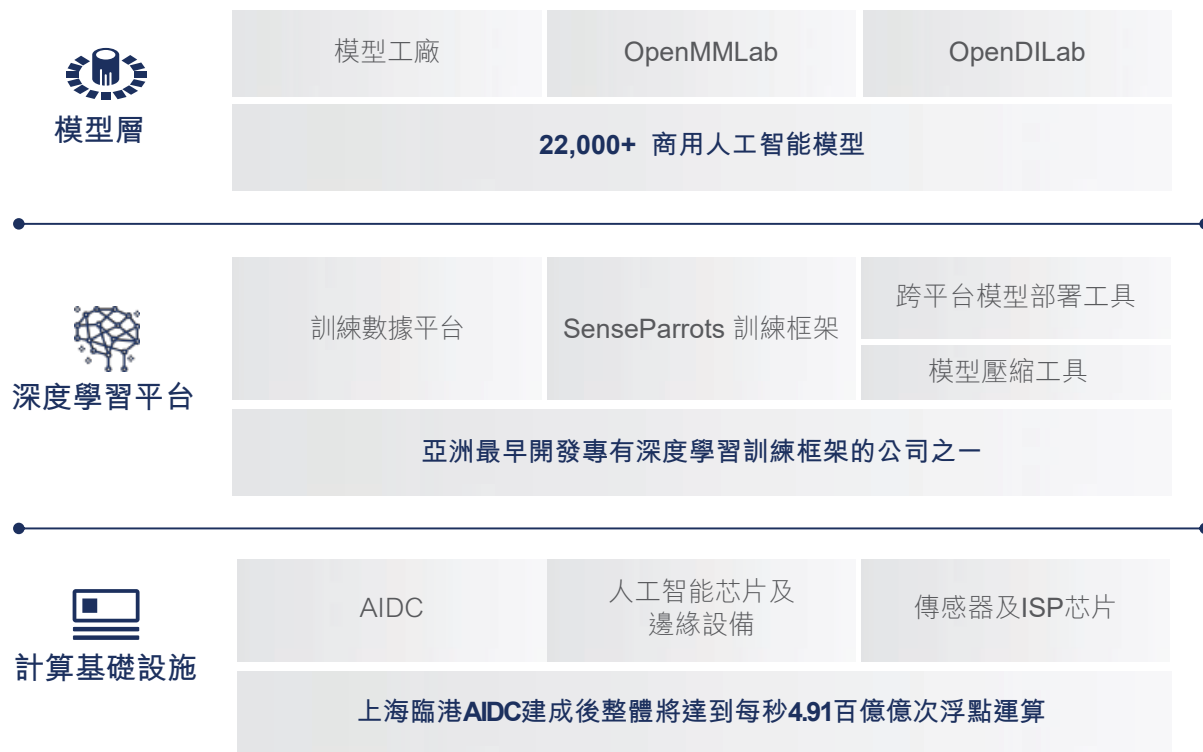 模型工廠
OpenMMLab
OpenDILab
模型層
22,000+ 商用人工智能模型
訓練數據平台
SenseParrots 訓練框架
跨平台模型部署工具
模型壓縮工具
深度學習平台
亞洲最早開發專有深度學習訓練框架的公司之一
AIDC
人工智能芯片及
邊緣設備
傳感器及ISP芯片
計算基礎設施
上海臨港AIDC建成後整體將達到每秒4.91百億億次浮點運算